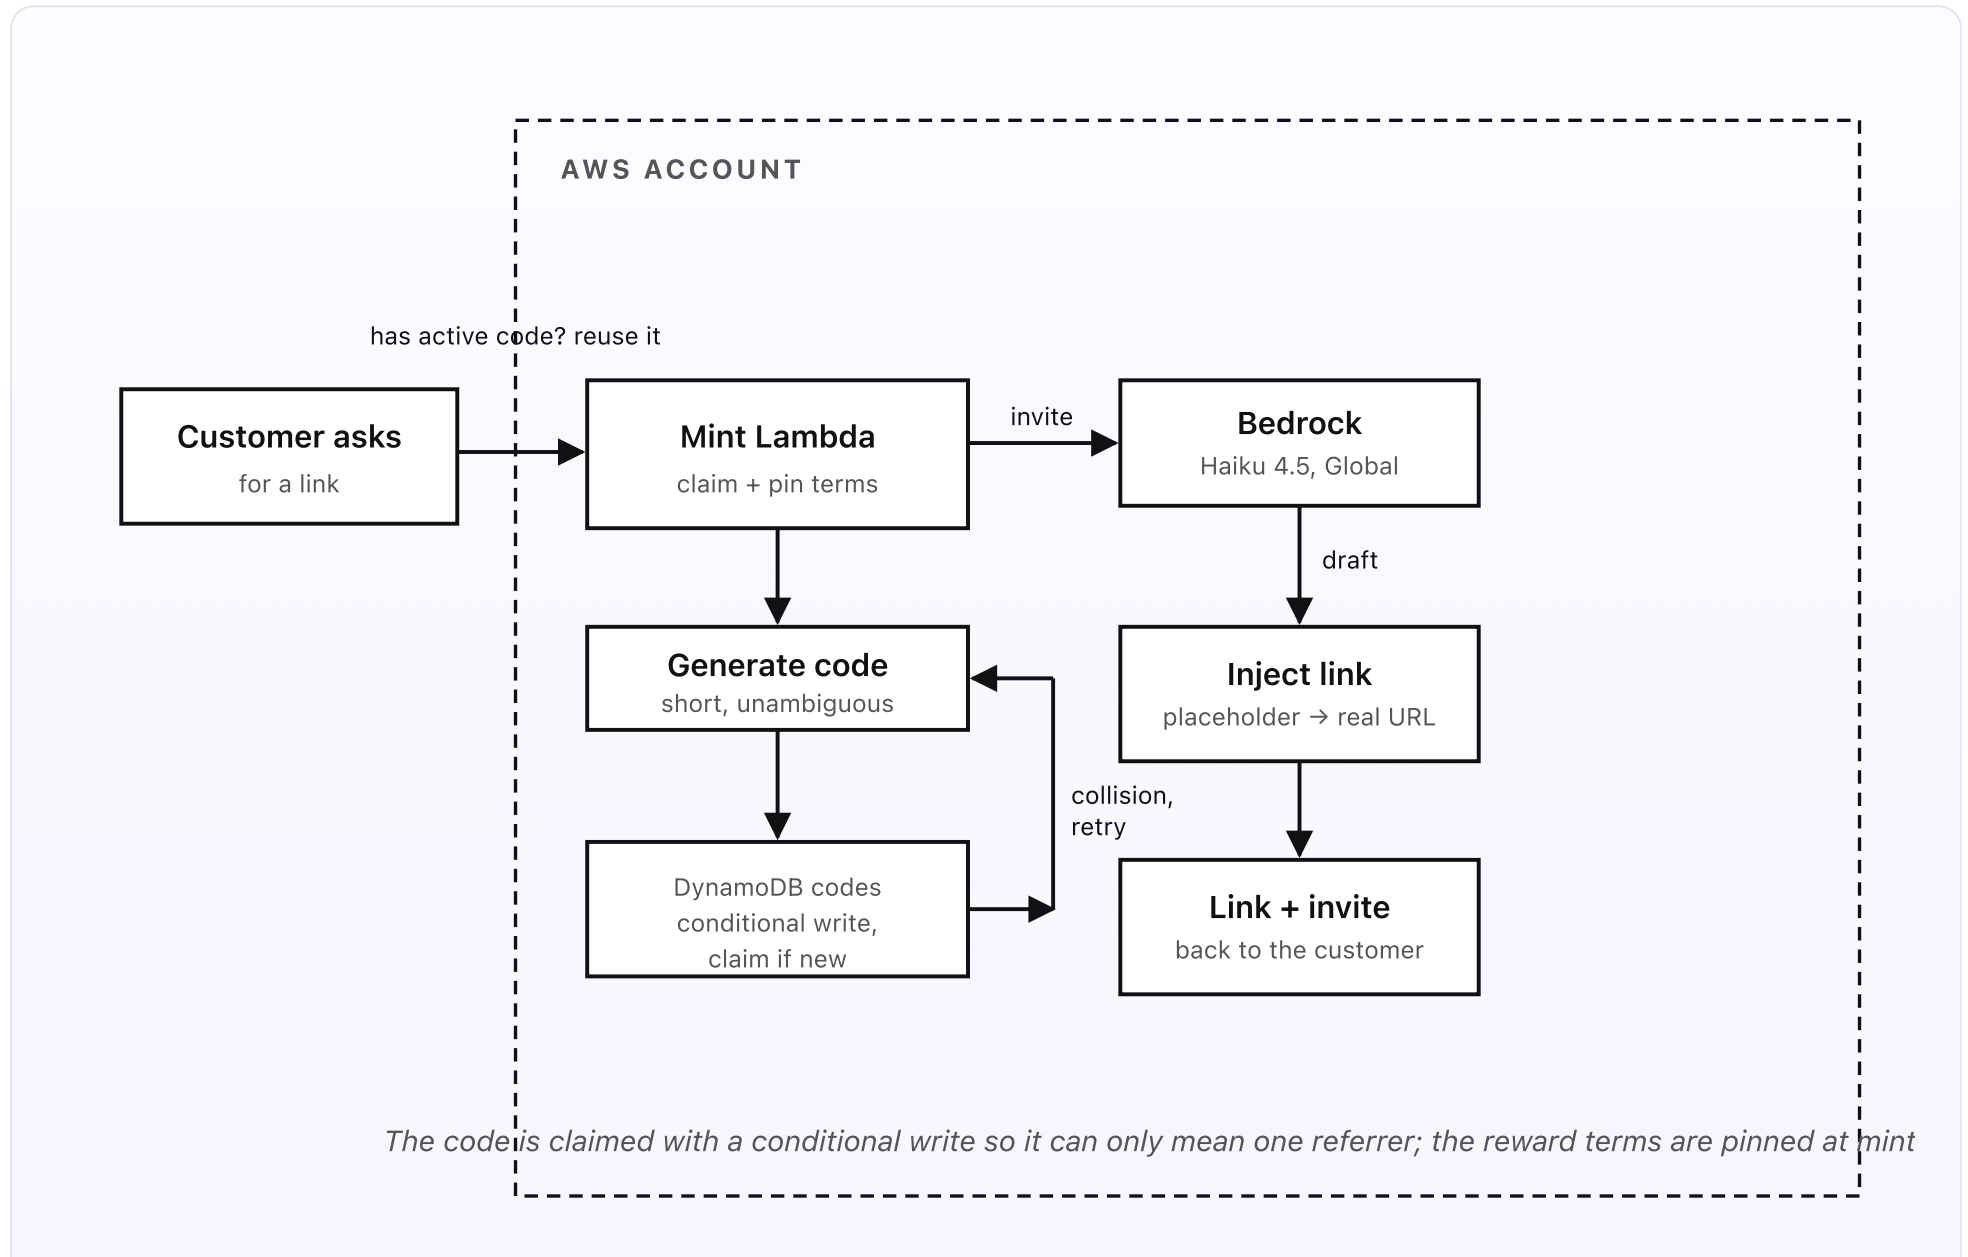 AWS ACCOUNT
has active code? reuse it
Customer asks
for a link
Mint Lambda
claim + pin terms
invite
Bedrock
Haiku 4.5, Global
draft
Generate code
short, unambiguous
Inject link
placeholder → real URL
collision,
retry
DynamoDB codes
conditional write,
claim if new
Link + invite
back to the customer
The code is claimed with a conditional write so it can only mean one referrer; the reward terms are pinned at mint